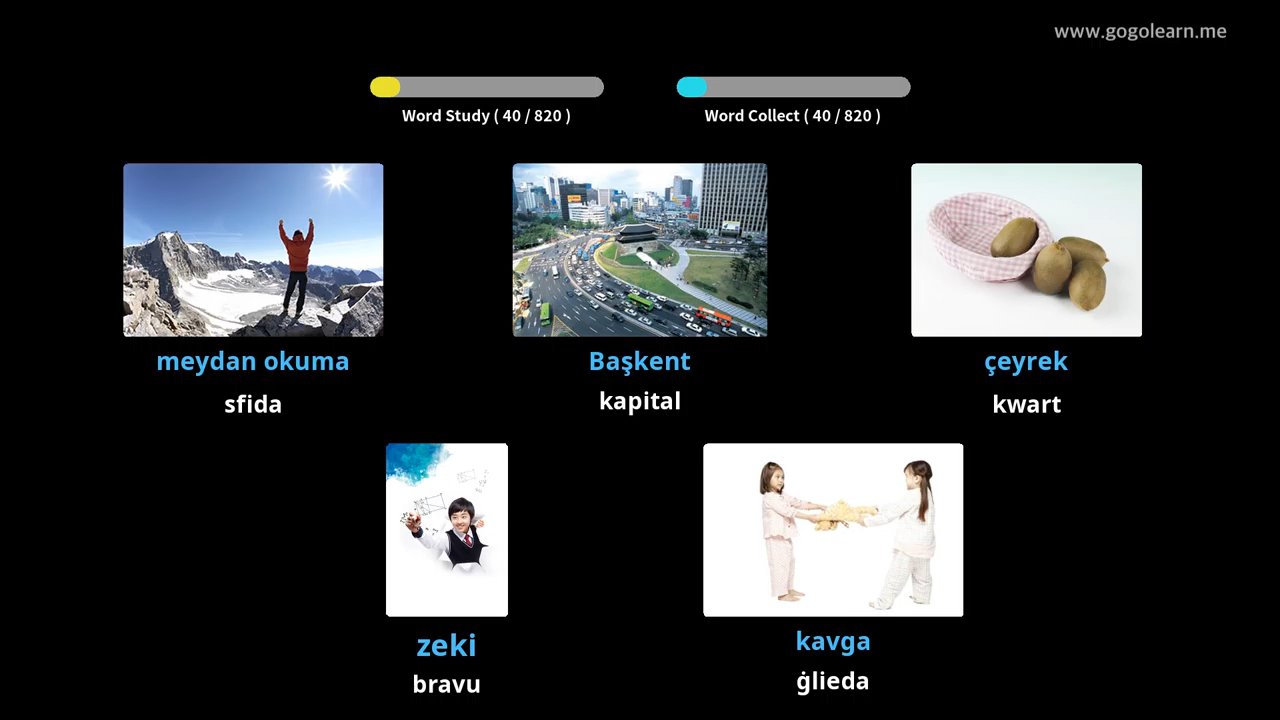 www.gogolearn.me
Word Study ( 40 / 820 )
Word Collect ( 40 / 820 )
meydan okuma
sfida
Başkent
kapital
çeyrek
kwart
zeki
bravu
kavga
ġlieda